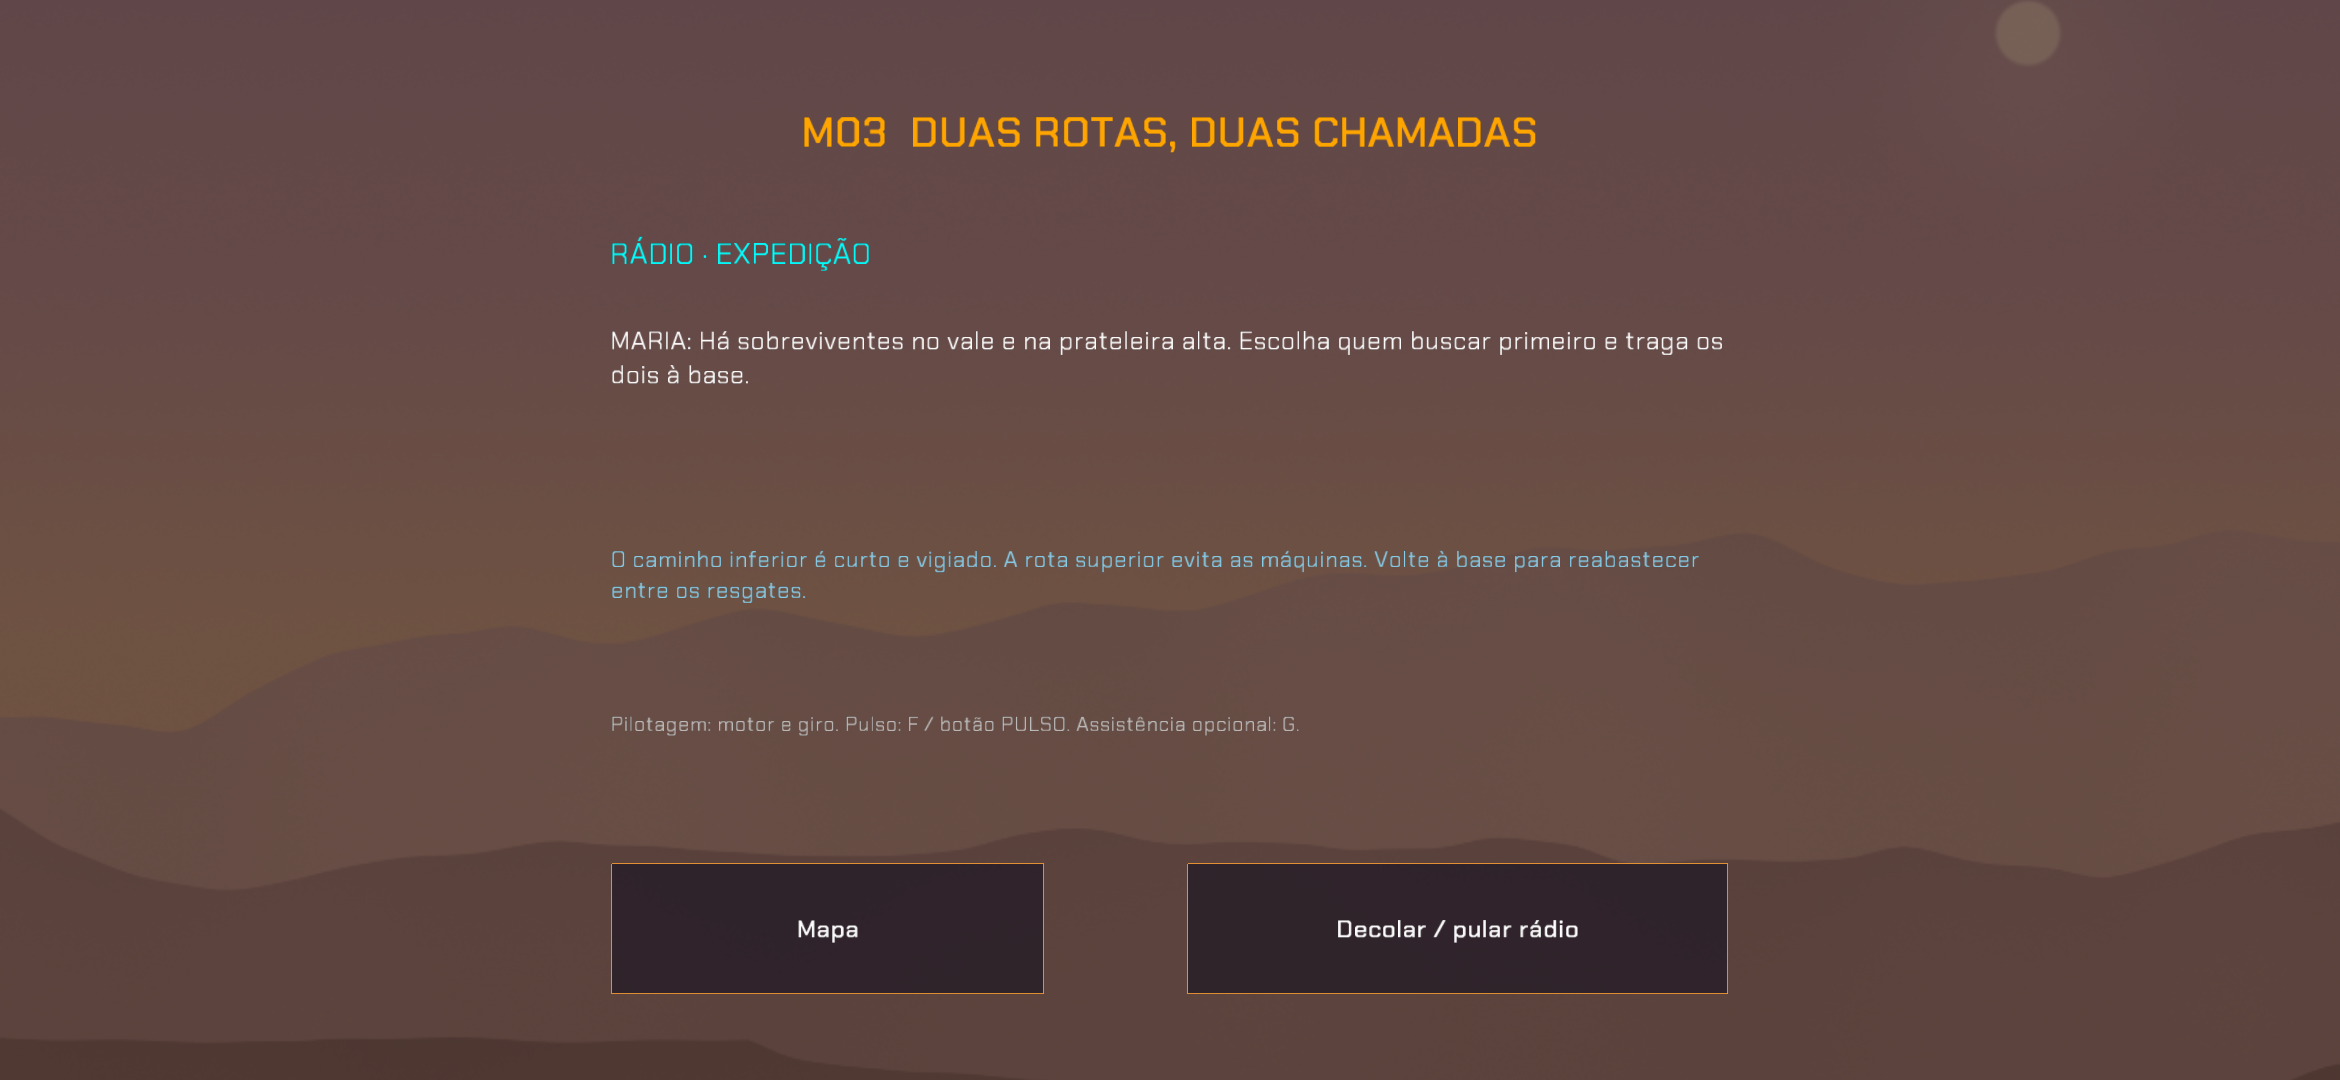 M03 DUAS ROTAS, DUAS CHAMADAS
RÁDIO · EXPEDIÇÃO
MARIA: Há sobreviventes no vale e na prateleira alta. Escolha quem buscar primeiro e traga os
dois à base.
O caminho inferior é curto e vigiado. A rota superior evita as máquinas. Volte à base para reabastecer
entre os resgates.
Pilotagem: motor e giro. Pulso: F / botão PULSO. Assistência opcional: G.
Mapa
Decolar / pular rádio